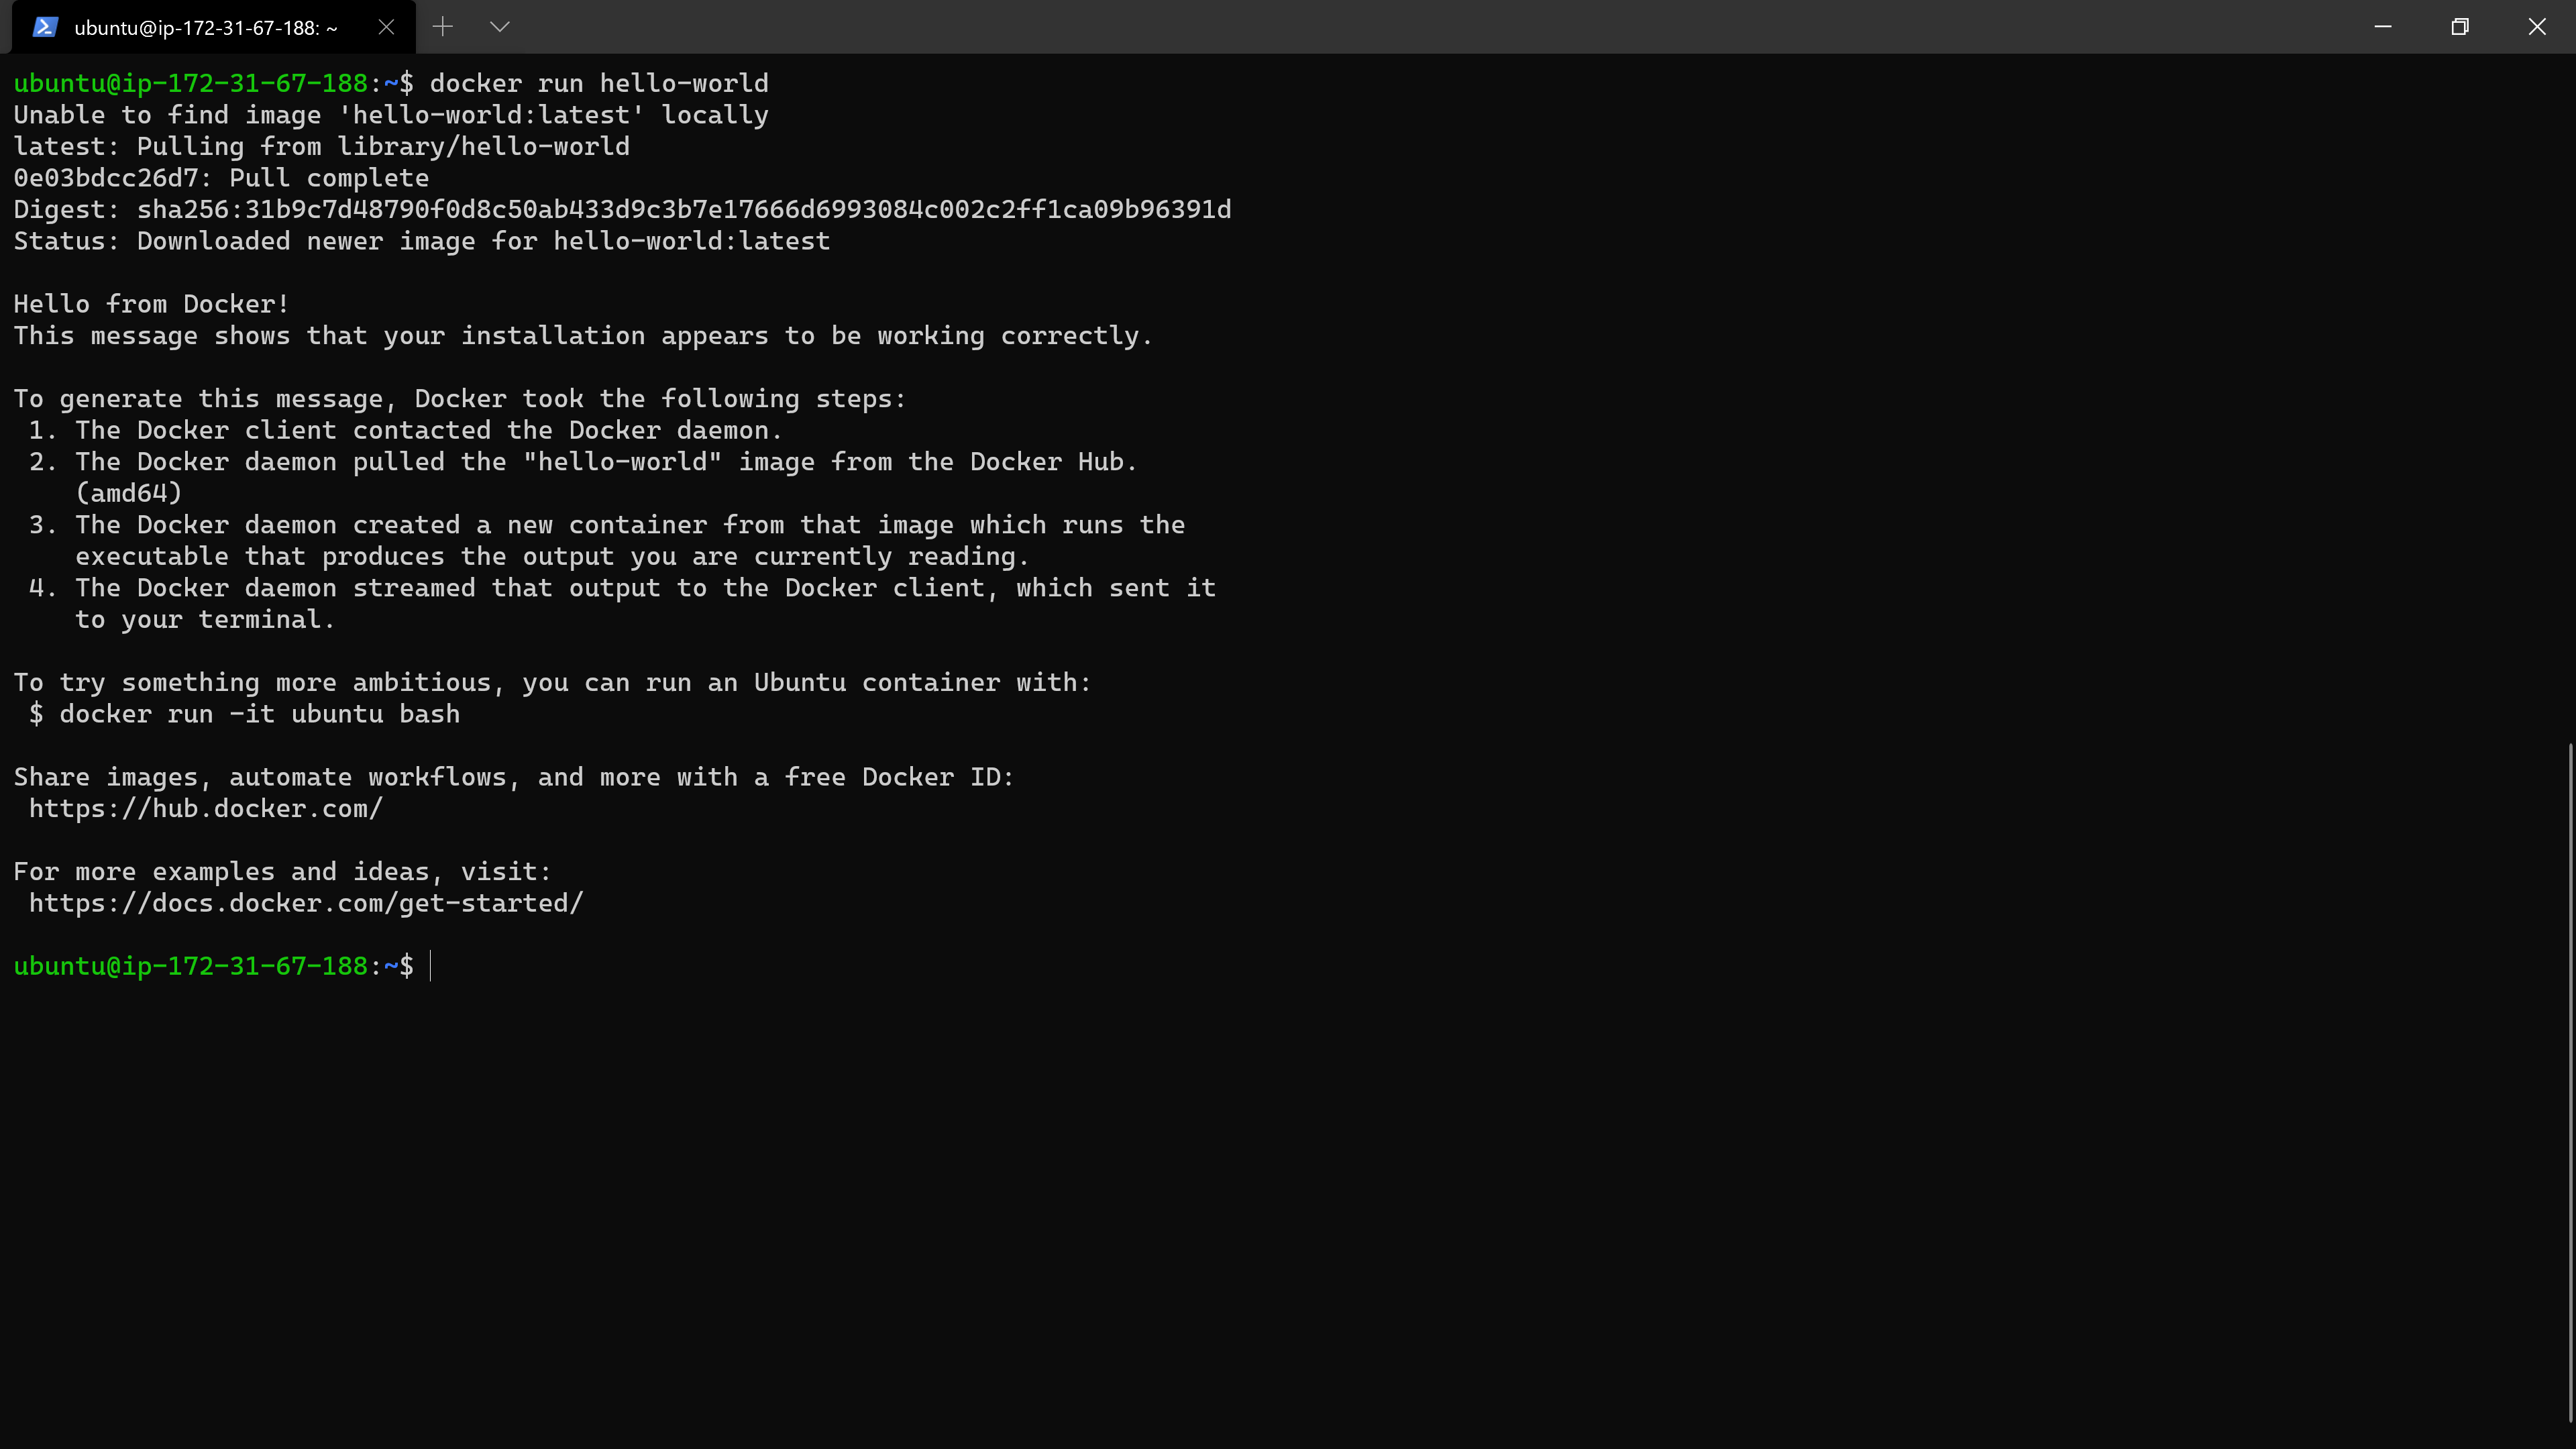 ubuntu@ip-172-31-67-188: ~
ubuntu@ip-172-31-67-188:~$ docker run hello-world
Unable to find image 'hello-world:latest' locally
latest: Pulling from library/hello-world
0e03bdcc26d7: Pull complete
Digest: sha256:31b9c7d48790f0d8c50ab433d9c3b7e17666d6993084c002c2ff1ca09b96391d
Status: Downloaded newer image for hello-world:latest

Hello from Docker!
This message shows that your installation appears to be working correctly.

To generate this message, Docker took the following steps:
 1. The Docker client contacted the Docker daemon.
 2. The Docker daemon pulled the "hello-world" image from the Docker Hub.
    (amd64)
 3. The Docker daemon created a new container from that image which runs the
    executable that produces the output you are currently reading.
 4. The Docker daemon streamed that output to the Docker client, which sent it
    to your terminal.

To try something more ambitious, you can run an Ubuntu container with:
 $ docker run -it ubuntu bash

Share images, automate workflows, and more with a free Docker ID:
 https://hub.docker.com/

For more examples and ideas, visit:
 https://docs.docker.com/get-started/

ubuntu@ip-172-31-67-188:~$